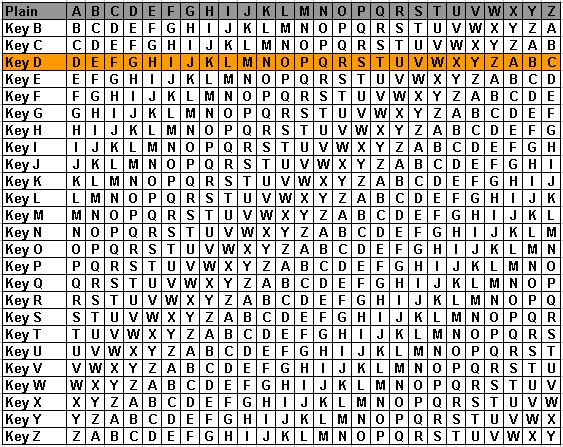 Plain A B C D E F G H I J K L M N O P Q R S T U V W X Y Z
Key B B C D E F G H I J K L M N O P Q R S T U V W X Y Z A
Key C C D E F G H I J K L M N O P Q R S T U V W X Y Z A B
Key D D E F G H I J K L M N O P Q R S T U V W X Y Z A B C
Key E E F G H I J K L M N O P Q R S T U V W X Y Z A B C D
Key F F G H I J K L M N O P Q R S T U V W X Y Z A B C D E
Key G G H I J K L M N O P Q R S T U V W X Y Z A B C D E F
Key H H I J K L M N O P Q R S T U V W X Y Z A B C D E F G
Key I I J K L M N O P Q R S T U V W X Y Z A B C D E F G H
Key J J K L M N O P Q R S T U V W X Y Z A B C D E F G H I
Key K K L M N O P Q R S T U V W X Y Z A B C D E F G H I J
Key L L M N O P Q R S T U V W X Y Z A B C D E F G H I J K
Key M M N O P Q R S T U V W X Y Z A B C D E F G H I J K L
Key N N O P Q R S T U V W X Y Z A B C D E F G H I J K L M
Key O O P Q R S T U V W X Y Z A B C D E F G H I J K L M N
Key P P Q R S T U V W X Y Z A B C D E F G H I J K L M N O
Key Q Q R S T U V W X Y Z A B C D E F G H I J K L M N O P
Key R R S T U V W X Y Z A B C D E F G H I J K L M N O P Q
Key S S T U V W X Y Z A B C D E F G H I J K L M N O P Q R
Key T T U V W X Y Z A B C D E F G H I J K L M N O P Q R S
Key U U V W X Y Z A B C D E F G H I J K L M N O P Q R S T
Key V V W X Y Z A B C D E F G H I J K L M N O P Q R S T U
Key W W X Y Z A B C D E F G H I J K L M N O P Q R S T U V
Key X X Y Z A B C D E F G H I J K L M N O P Q R S T U V W
Key Y Y Z A B C D E F G H I J K L M N O P Q R S T U V W X
Key Z Z A B C D E F G H I J K L M N O P Q R S T U V W X Y